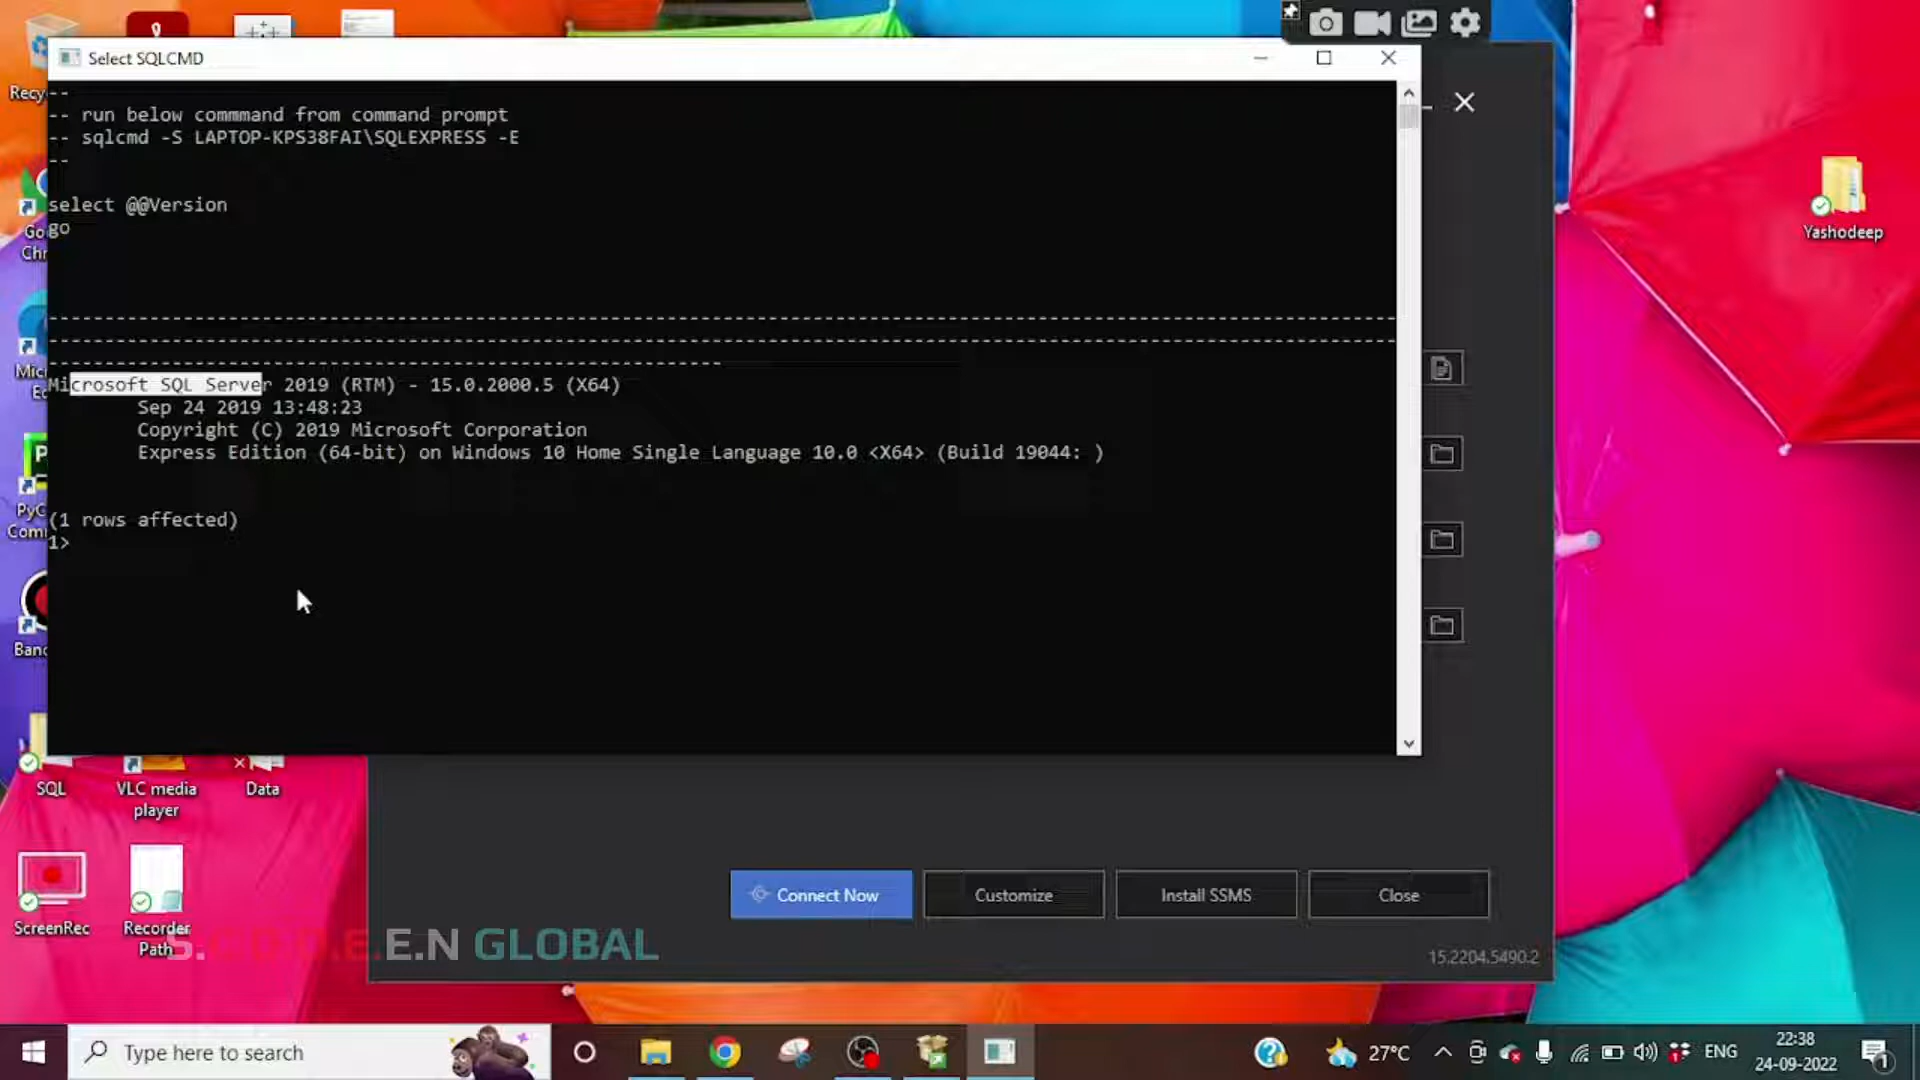 Select SQLCMD
--
-- run below commmand from command prompt
-- sqlcmd -S LAPTOP-KPS38FAI\SQLEXPRESS -E
--
select @@Version
go
Microsoft SQL Server 2019 (RTM) - 15.0.2000.5 (X64)
Sep 24 2019 13:48:23
Copyright (C) 2019 Microsoft Corporation
Express Edition (64-bit) on Windows 10 Home Single Language 10.0 <X64> (Build 19044: )
(1 rows affected)
1>
Yashodeep
SQL
VLC media
player
Data
ScreenRec
Recorder
Path
Connect Now
Customize
Install SSMS
Close
GLOBAL
15.2204.5490.2
Type here to search
27°C
ENG
22:38
24-09-2022
1